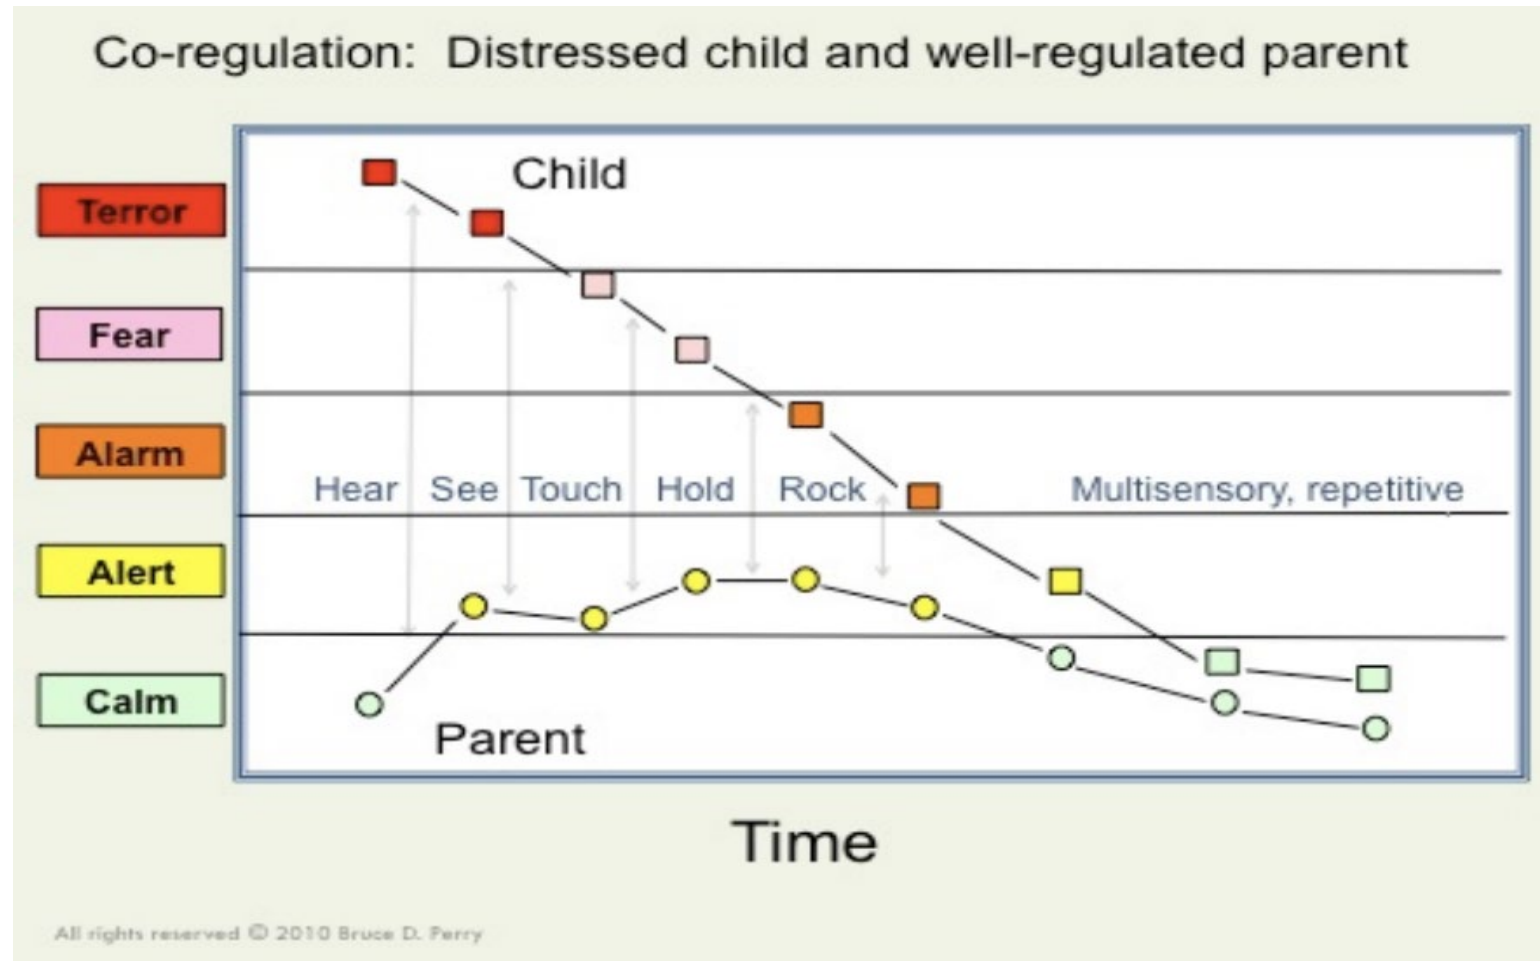 Co-regulation:  Distressed child and well-regulated parent
Child
Terror
Fear
Alarm
Hear See Touch Hold Rock Multisensory, repetitive
Alert
Calm
Parent
Time
All rights reserved © 2010 Bruce D. Perry